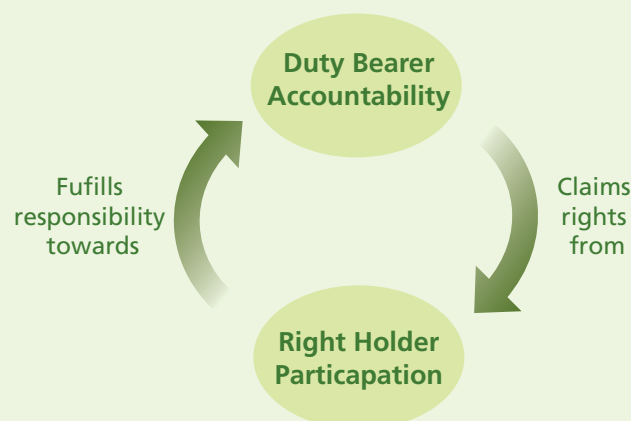 Duty Bearer
Accountability
Fufills
responsibility
towards
Claims
rights
from
Right Holder
Particapation